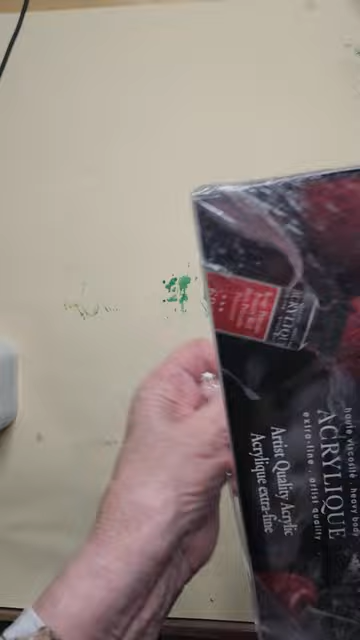 haute viscosité . heavy body
ACRYLIQUE
extra-fine . artist quality
Artist Quality Acrylic
Acrylique extra-fine